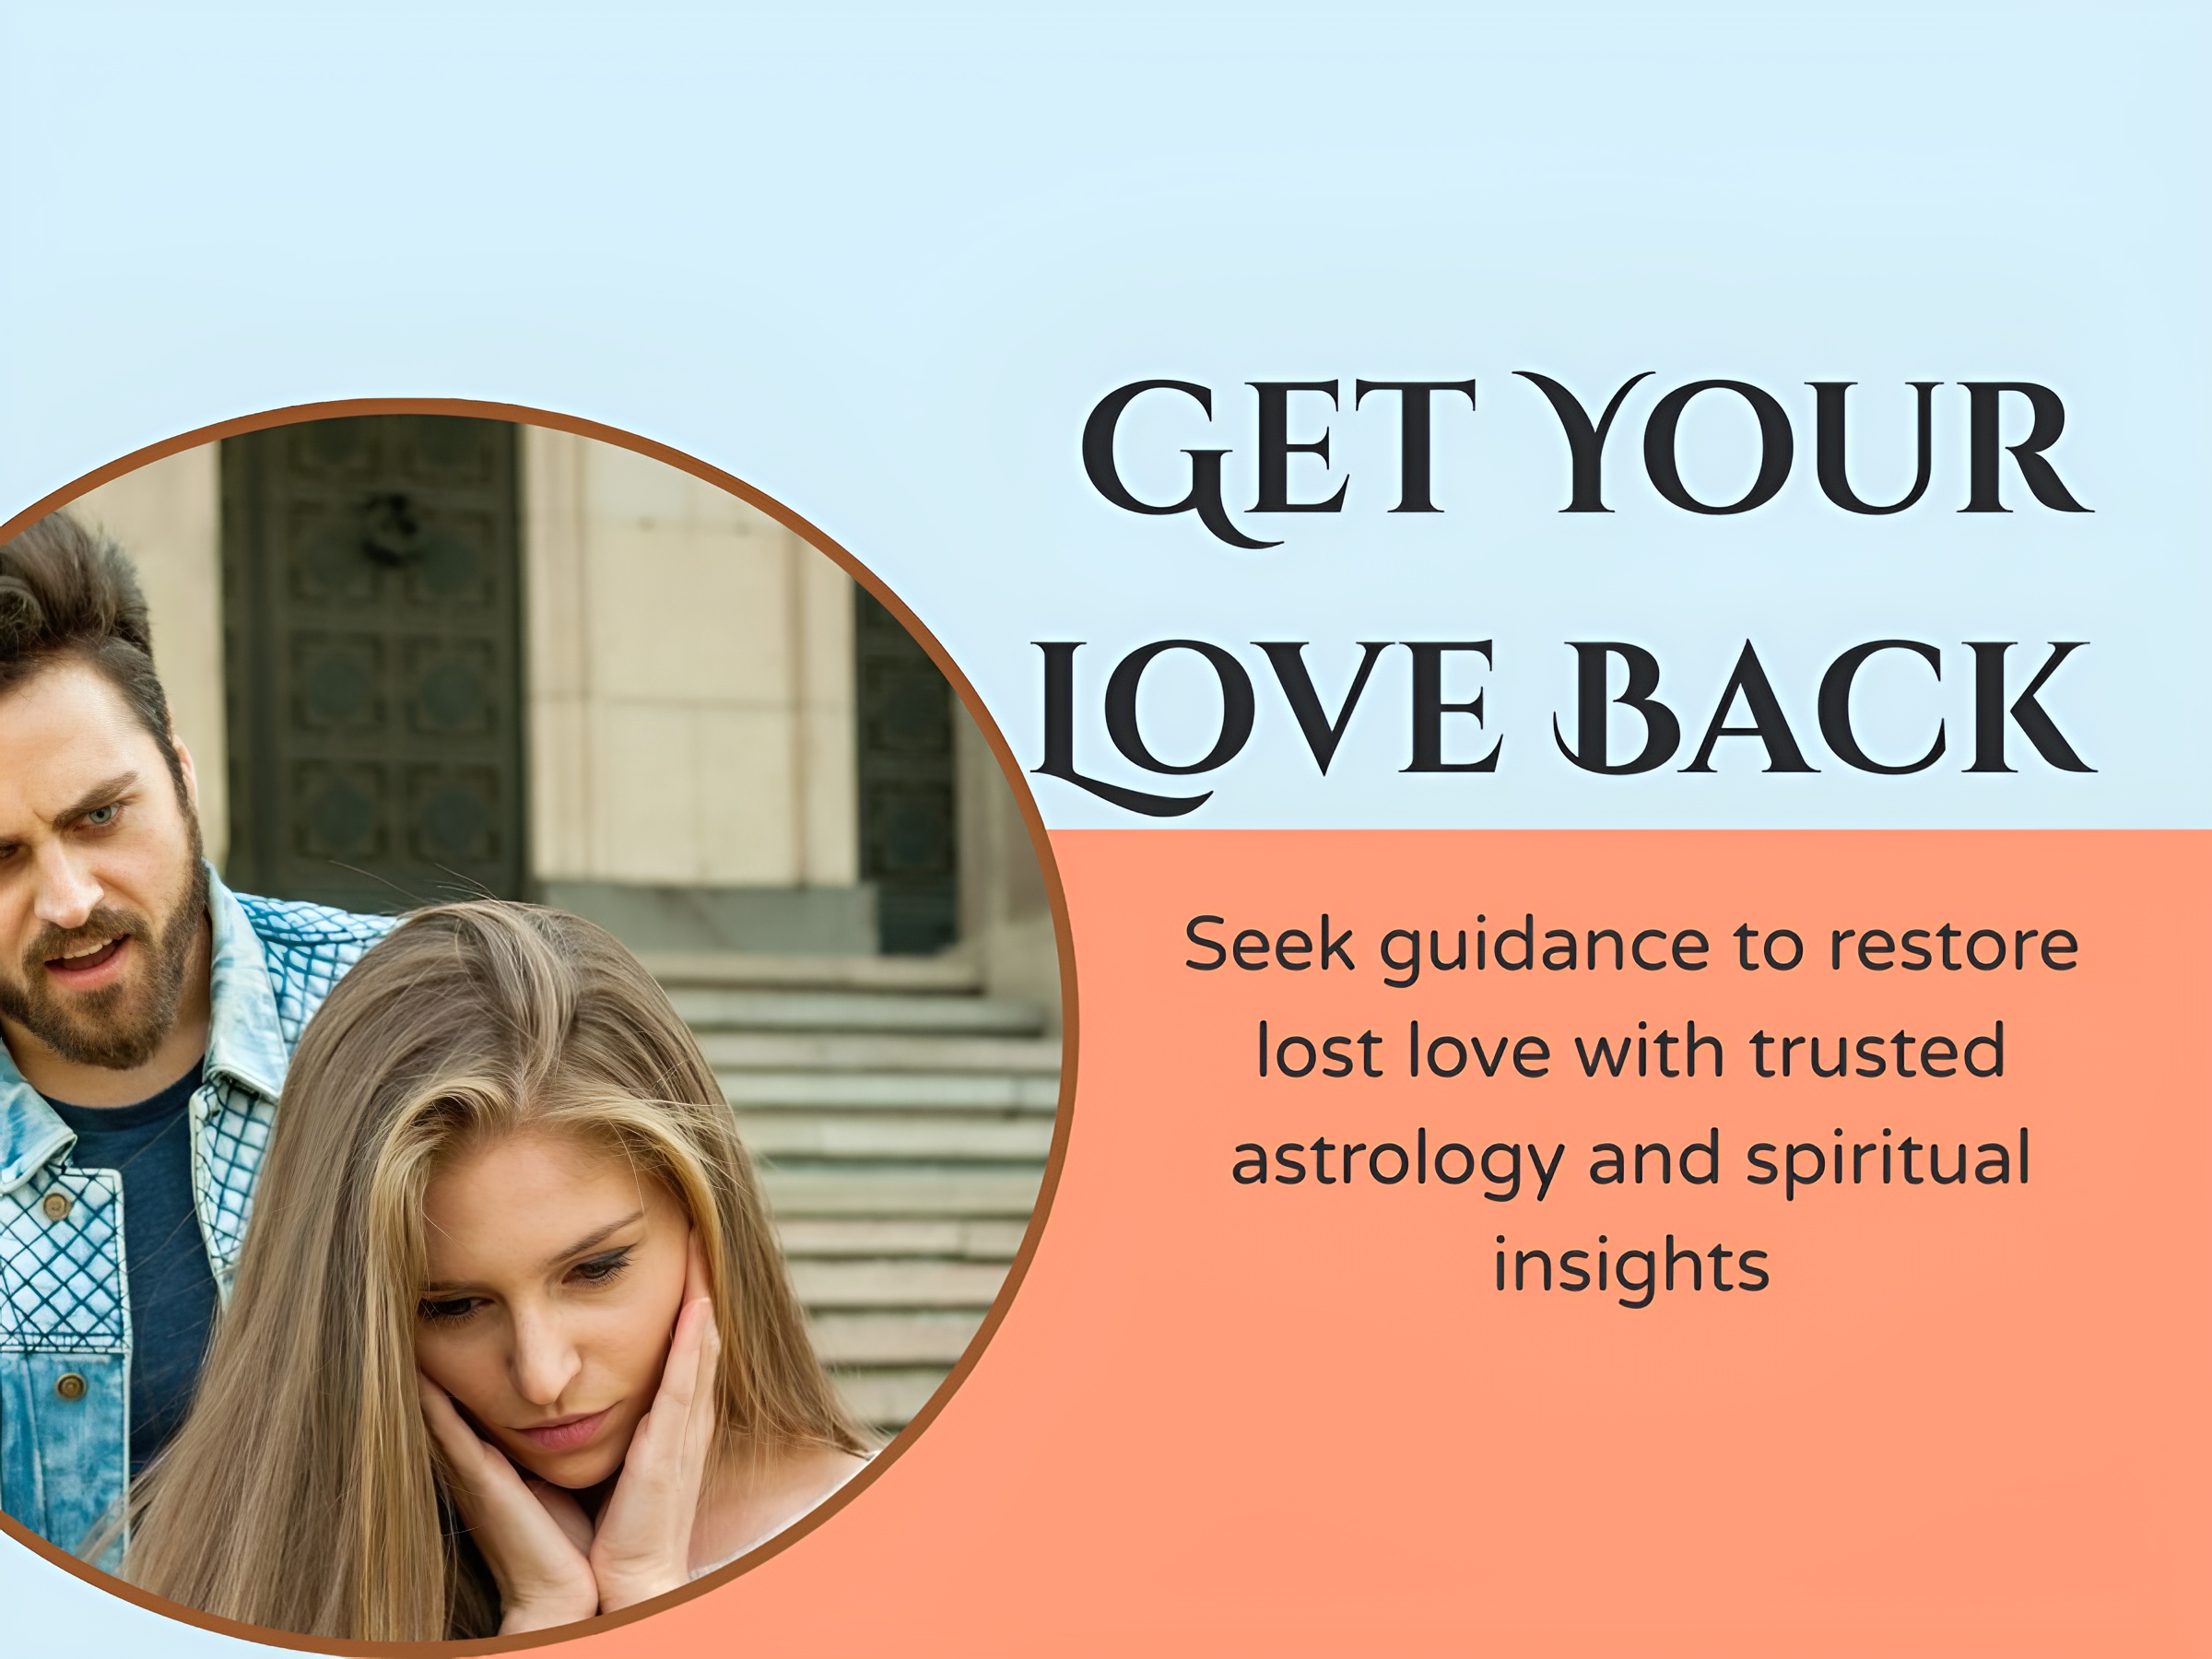 GET YOUR
LOVE BACK
Seek guidance to restore
lost love with trusted
astrology and spiritual
insights